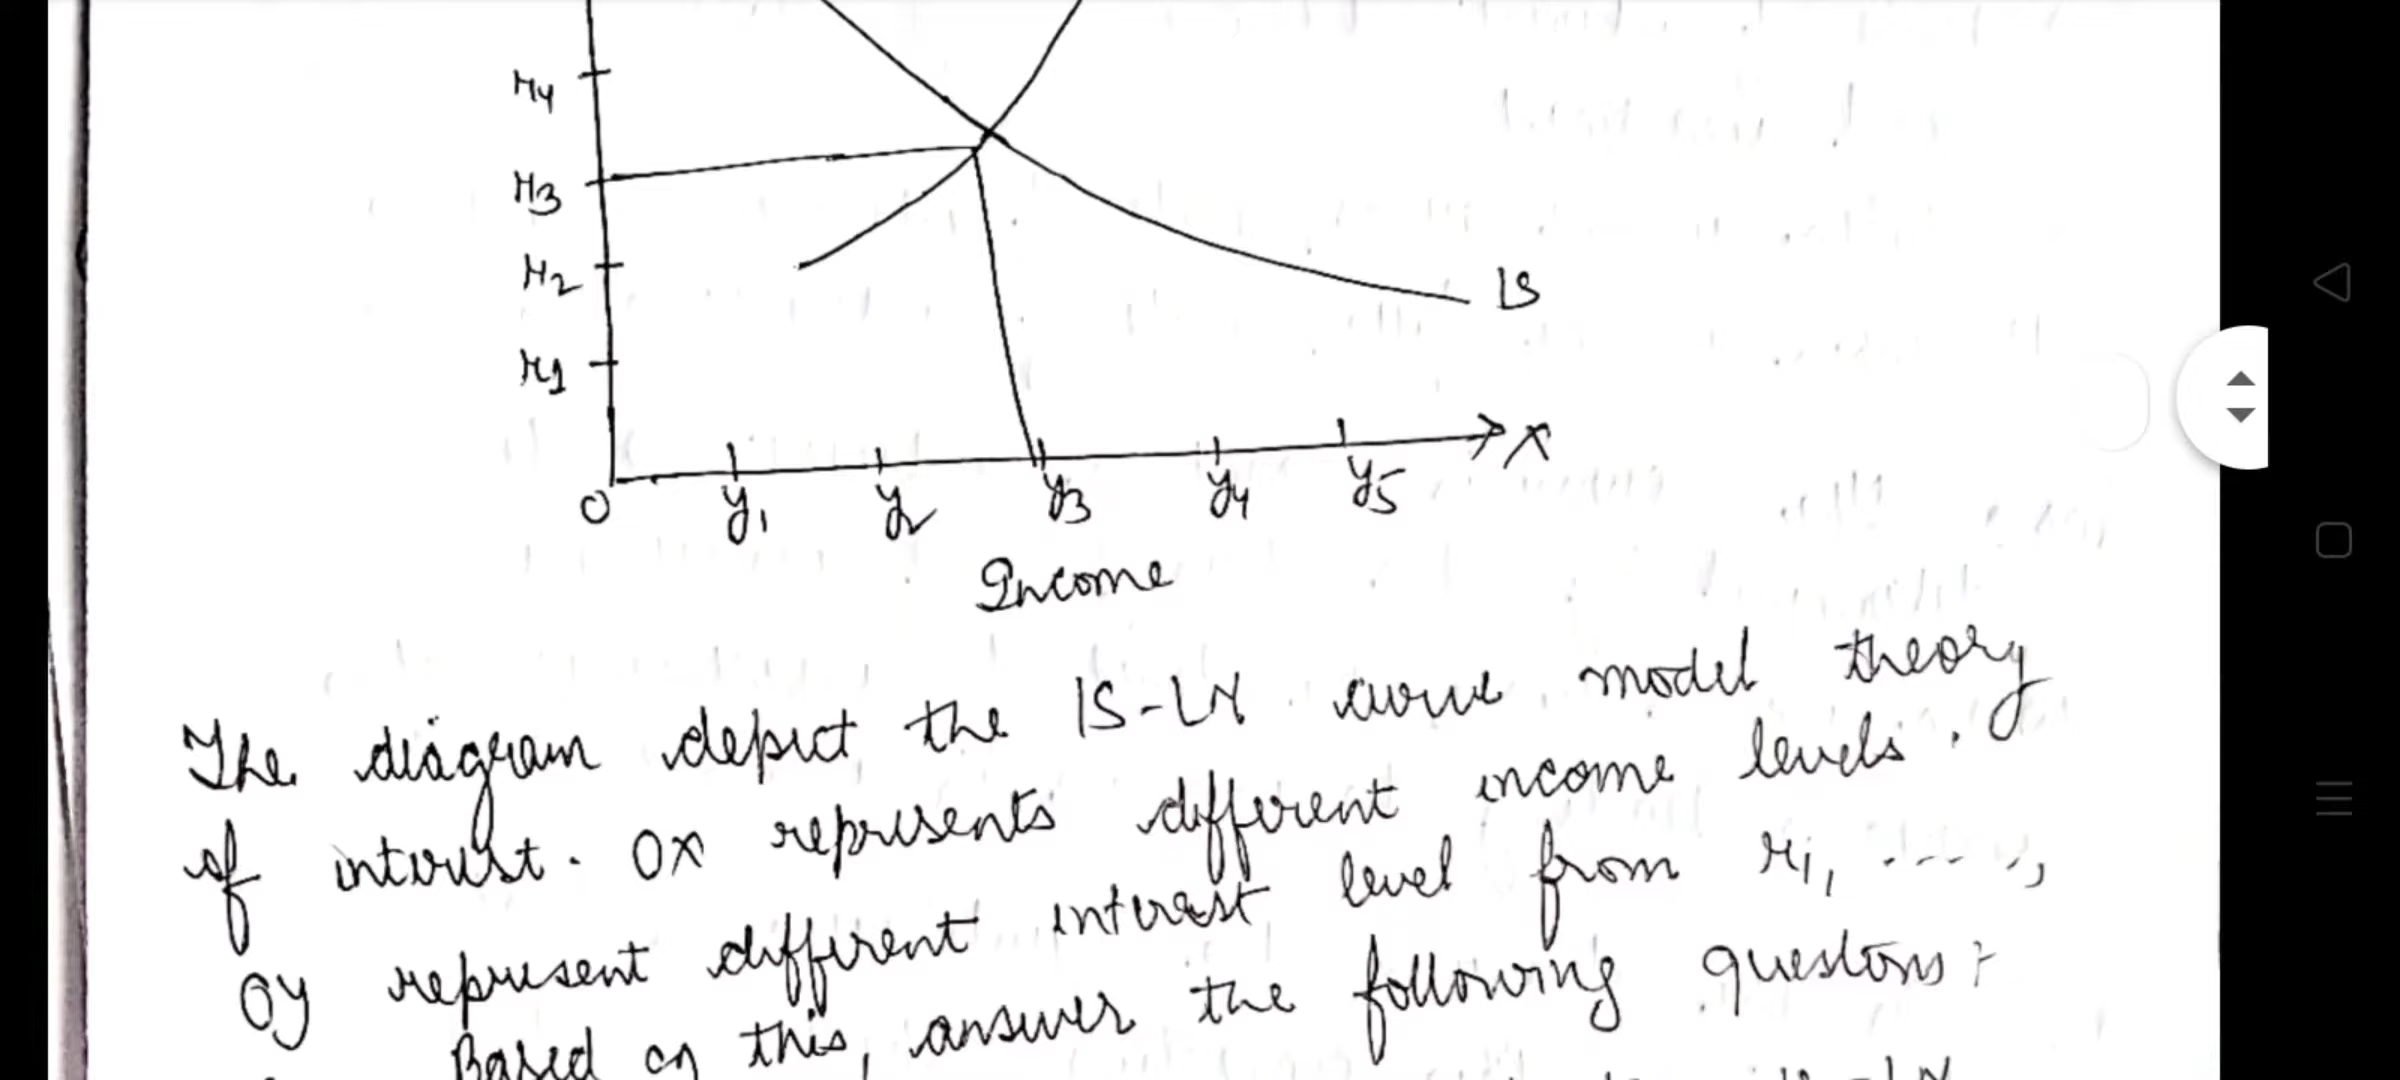 r4
r3
r2
IS
r1
X
O y1 y2 y3 y4 y5
Income
The diagram depict the IS-LM curve model theory
of interest. OX represents different income levels.
OY represent different interest level from r1, -----,
Based on this, answer the following questons: